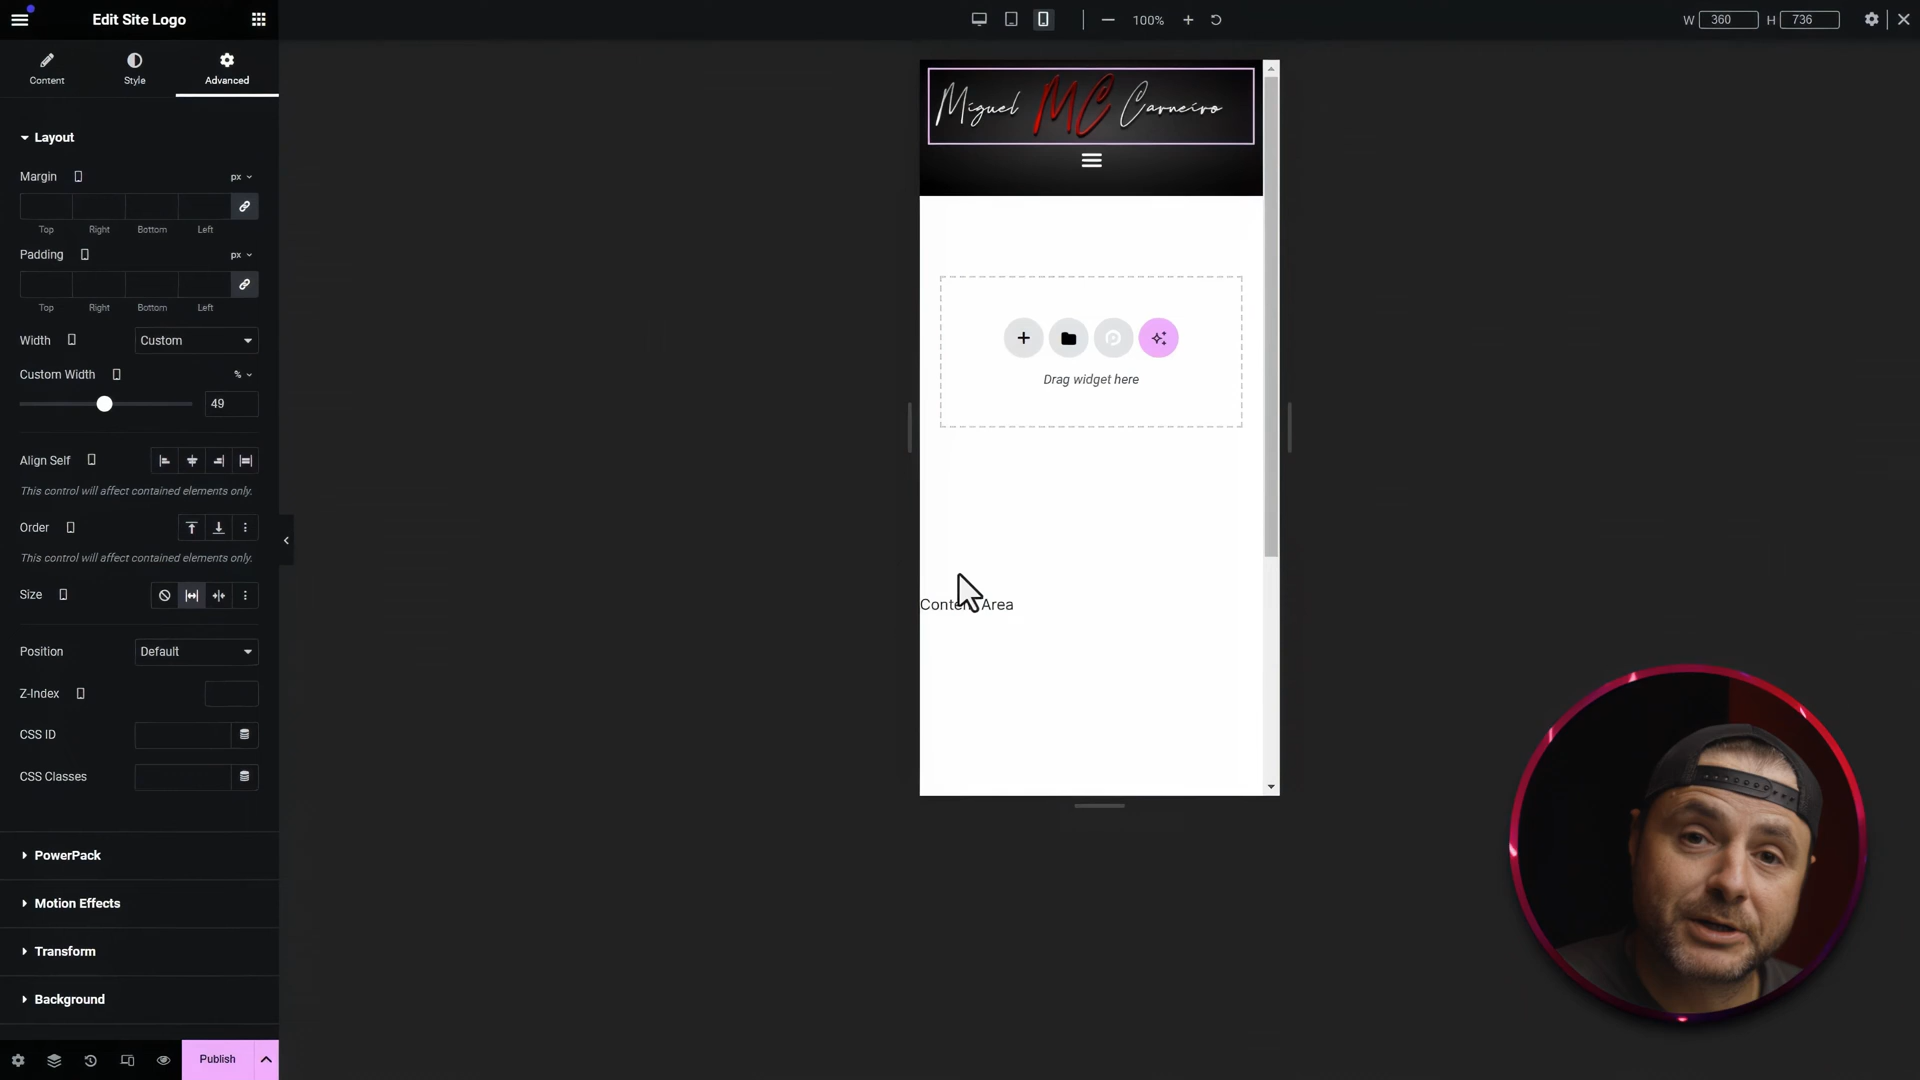 Edit Site Logo
100%
W 360 H 736
Content Style Advanced
Layout
Margin px
Top Right Bottom Left
Padding px
Top Right Bottom Left
Width Custom
Custom Width %
49
Align Self
This control will affect contained elements only.
Order
This control will affect contained elements only.
Size
Position Default
Z-Index
CSS ID
CSS Classes
PowerPack
Motion Effects
Transform
Background
Publish
Miguel MC Carneiro
Drag widget here
Content Area